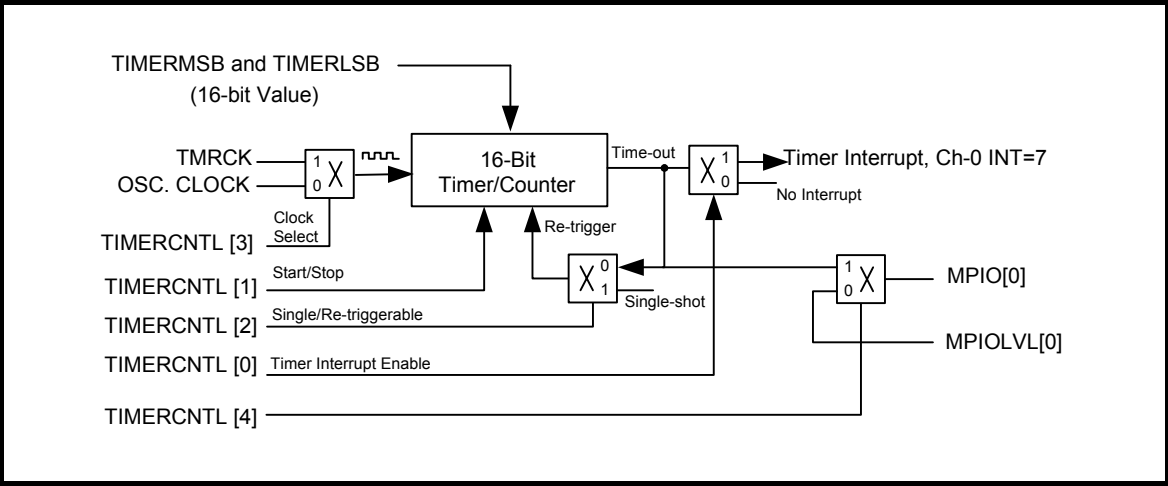 TIMERMSB and TIMERLSB
(16-bit Value)
TMRCK
OSC. CLOCK
1
0
X
16-Bit
Timer/Counter
Time-out
X
1
0
Timer Interrupt, Ch-0 INT=7
No Interrupt
Clock
Select
TIMERCNTL [3]
Re-trigger
Start/Stop
TIMERCNTL [1]
X
0
1
Single-shot
1
0
X
MPIO[0]
Single/Re-triggerable
TIMERCNTL [2]
MPIOLVL[0]
TIMERCNTL [0]
Timer Interrupt Enable
TIMERCNTL [4]